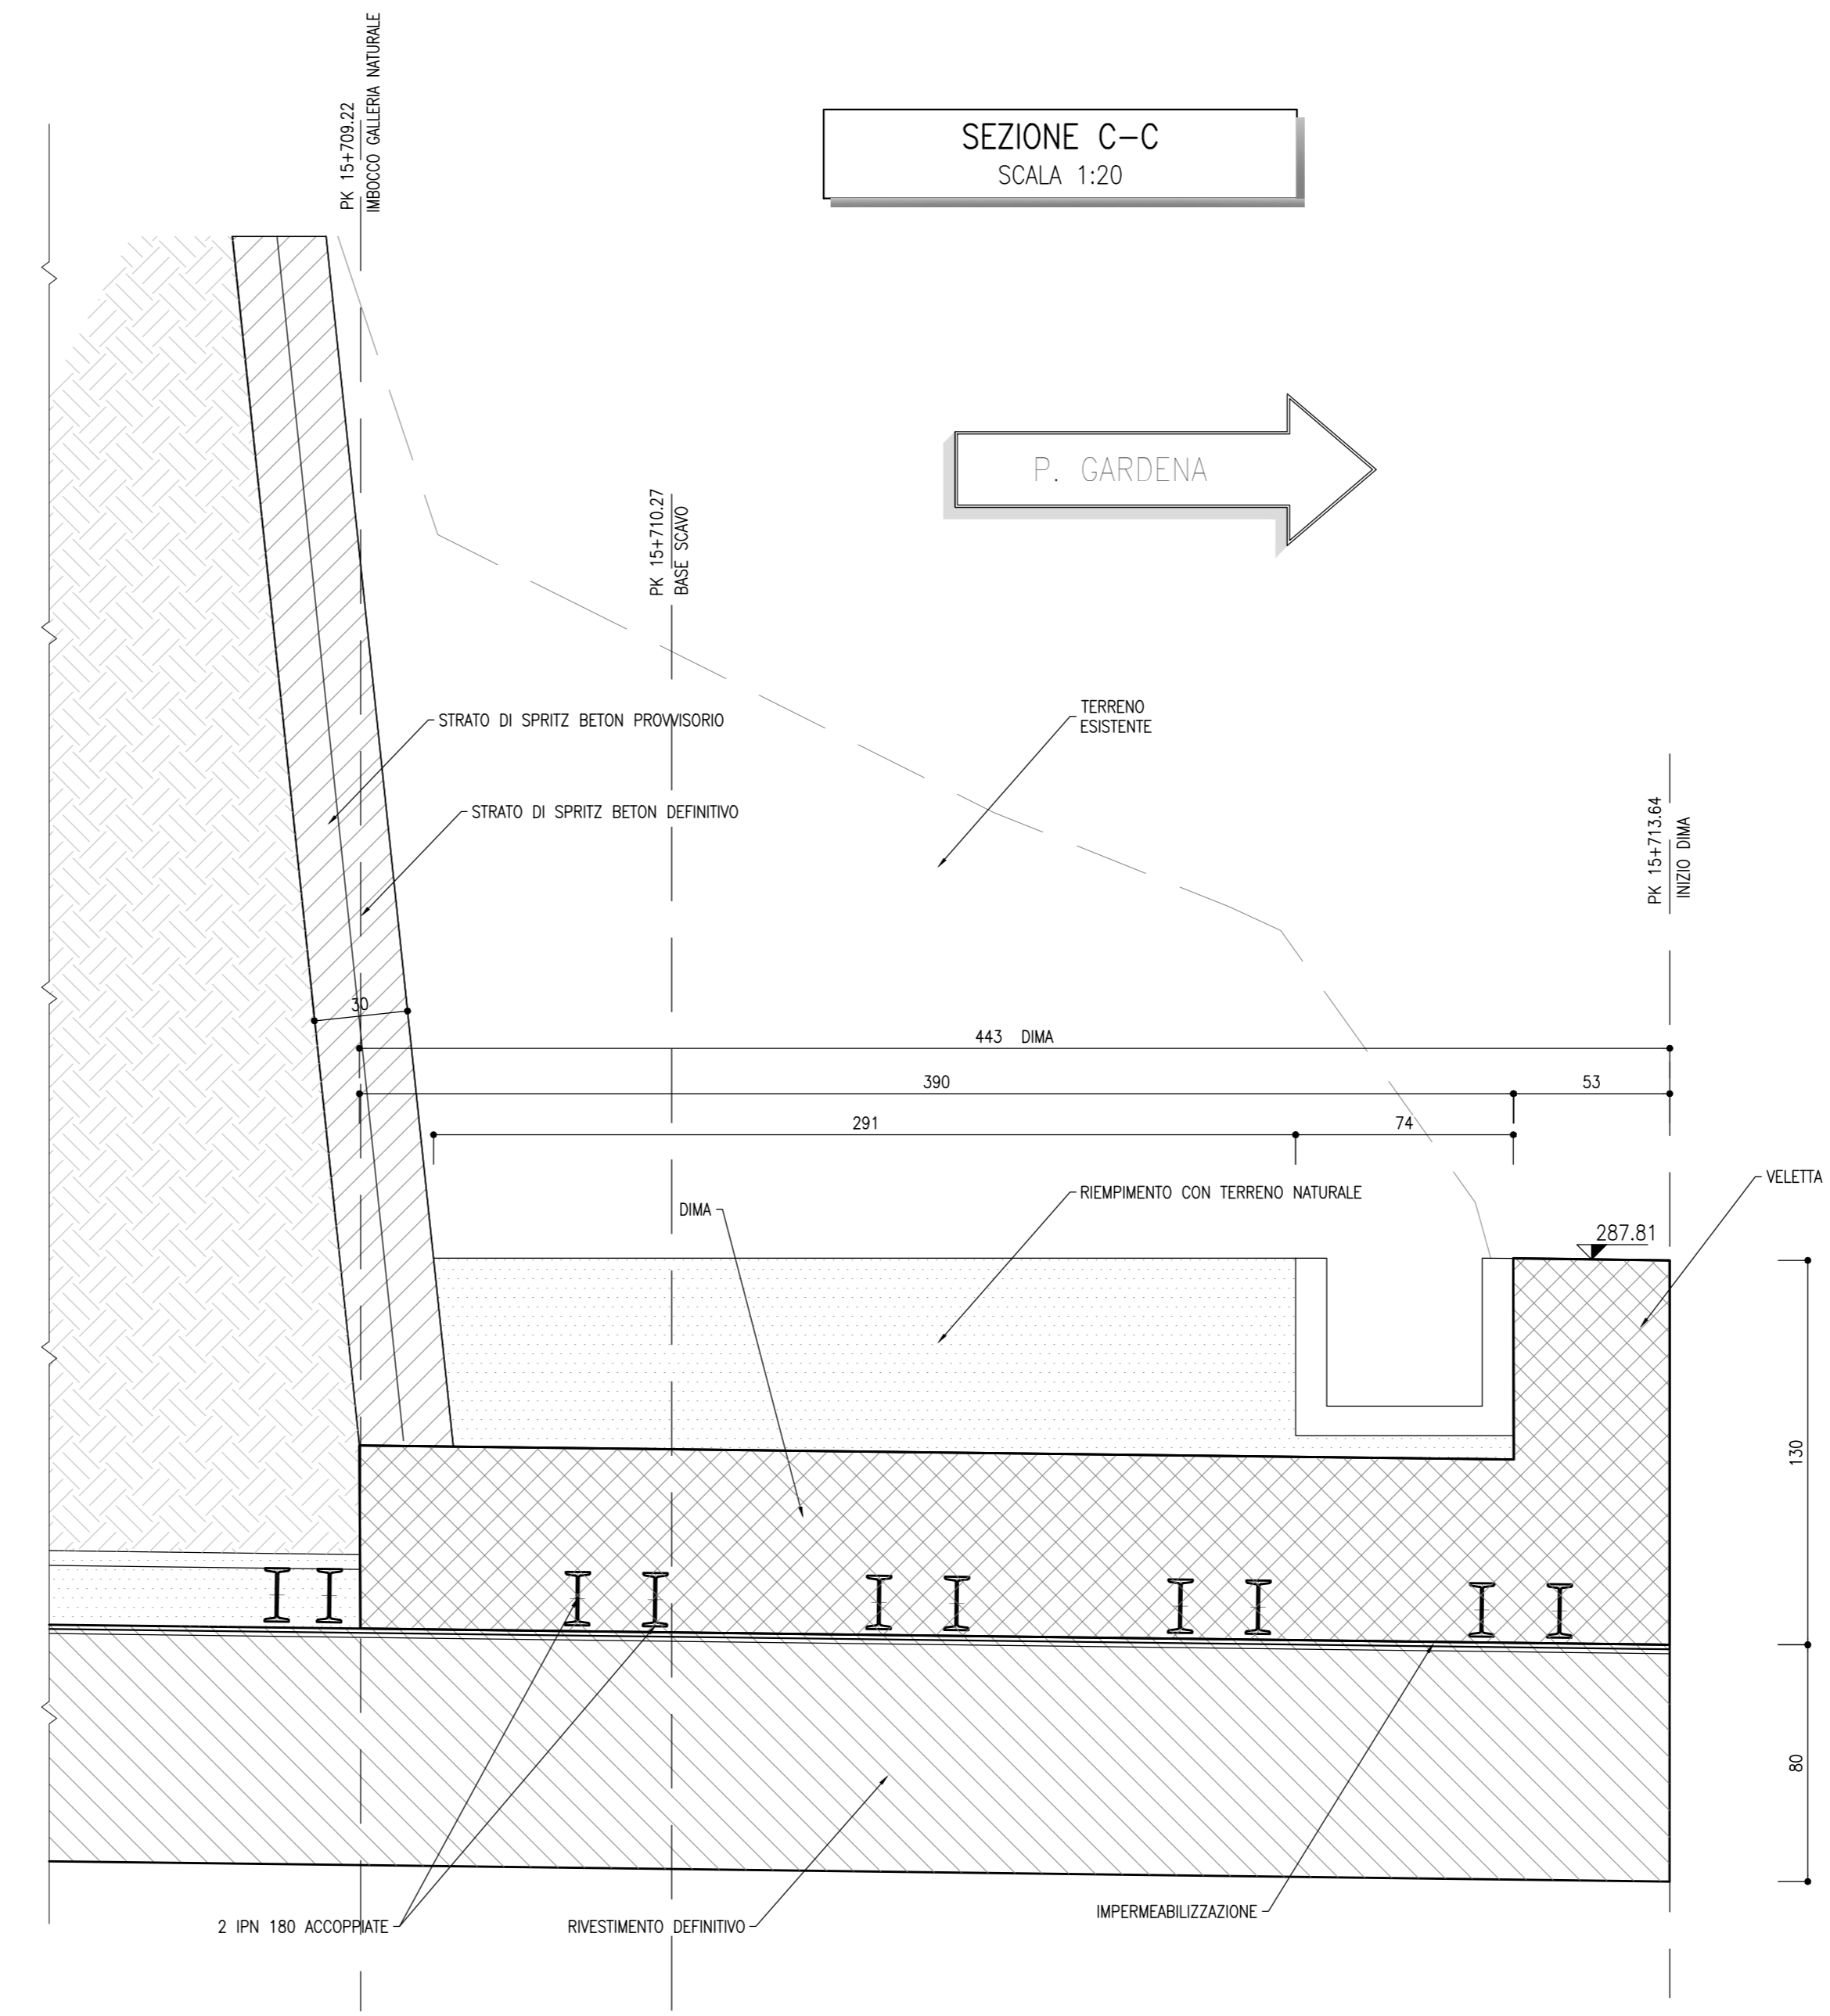 PK 15+709.22
IMBOCCO GALLERIA NATURALE
SEZIONE C-C
SCALA 1:20
P. GARDENA
PK 15+710.27
BASE SCAVO
STRATO DI SPRITZ BETON PROVVISORIO
TERRENO
ESISTENTE
STRATO DI SPRITZ BETON DEFINITIVO
PK 15+713.64
INIZIO DIMA
30
443 DIMA
390
53
291
74
VELETTA
RIEMPIMENTO CON TERRENO NATURALE
DIMA
287.81
130
80
2 IPN 180 ACCOPPIATE
RIVESTIMENTO DEFINITIVO
IMPERMEABILIZZAZIONE